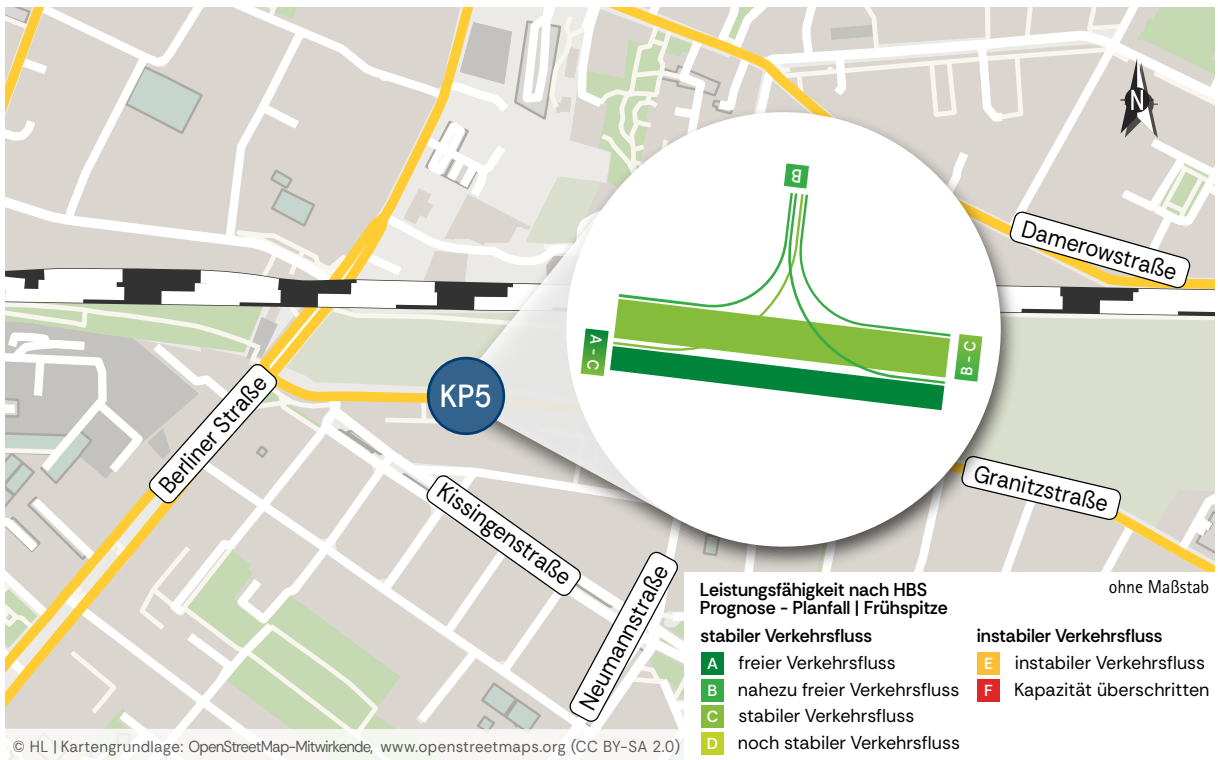 N
B
Damerowstraße
A - C
B - C
KP5
Berliner Straße
Granitzstraße
Kissingenstraße
Neumannstraße
Leistungsfähigkeit nach HBS
Prognose - Planfall | Frühspitze
ohne Maßstab
stabiler Verkehrsfluss
A freier Verkehrsfluss
B nahezu freier Verkehrsfluss
C stabiler Verkehrsfluss
D noch stabiler Verkehrsfluss
instabiler Verkehrsfluss
E instabiler Verkehrsfluss
F Kapazität überschritten
© HL | Kartengrundlage: OpenStreetMap-Mitwirkende, www.openstreetmaps.org (CC BY-SA 2.0)